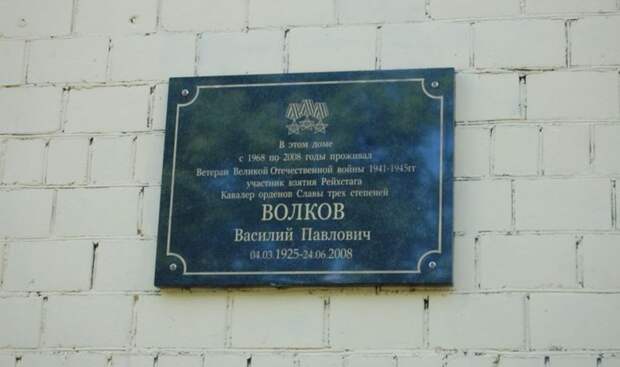 В этом доме
с 1968 по 2008 годы проживал
Ветеран Великой Отечественной войны 1941-1945гг
участник взятия Рейхстага
Кавалер орденов Славы трех степеней
ВОЛКОВ
Василий Павлович
04.03.1925-24.06.2008